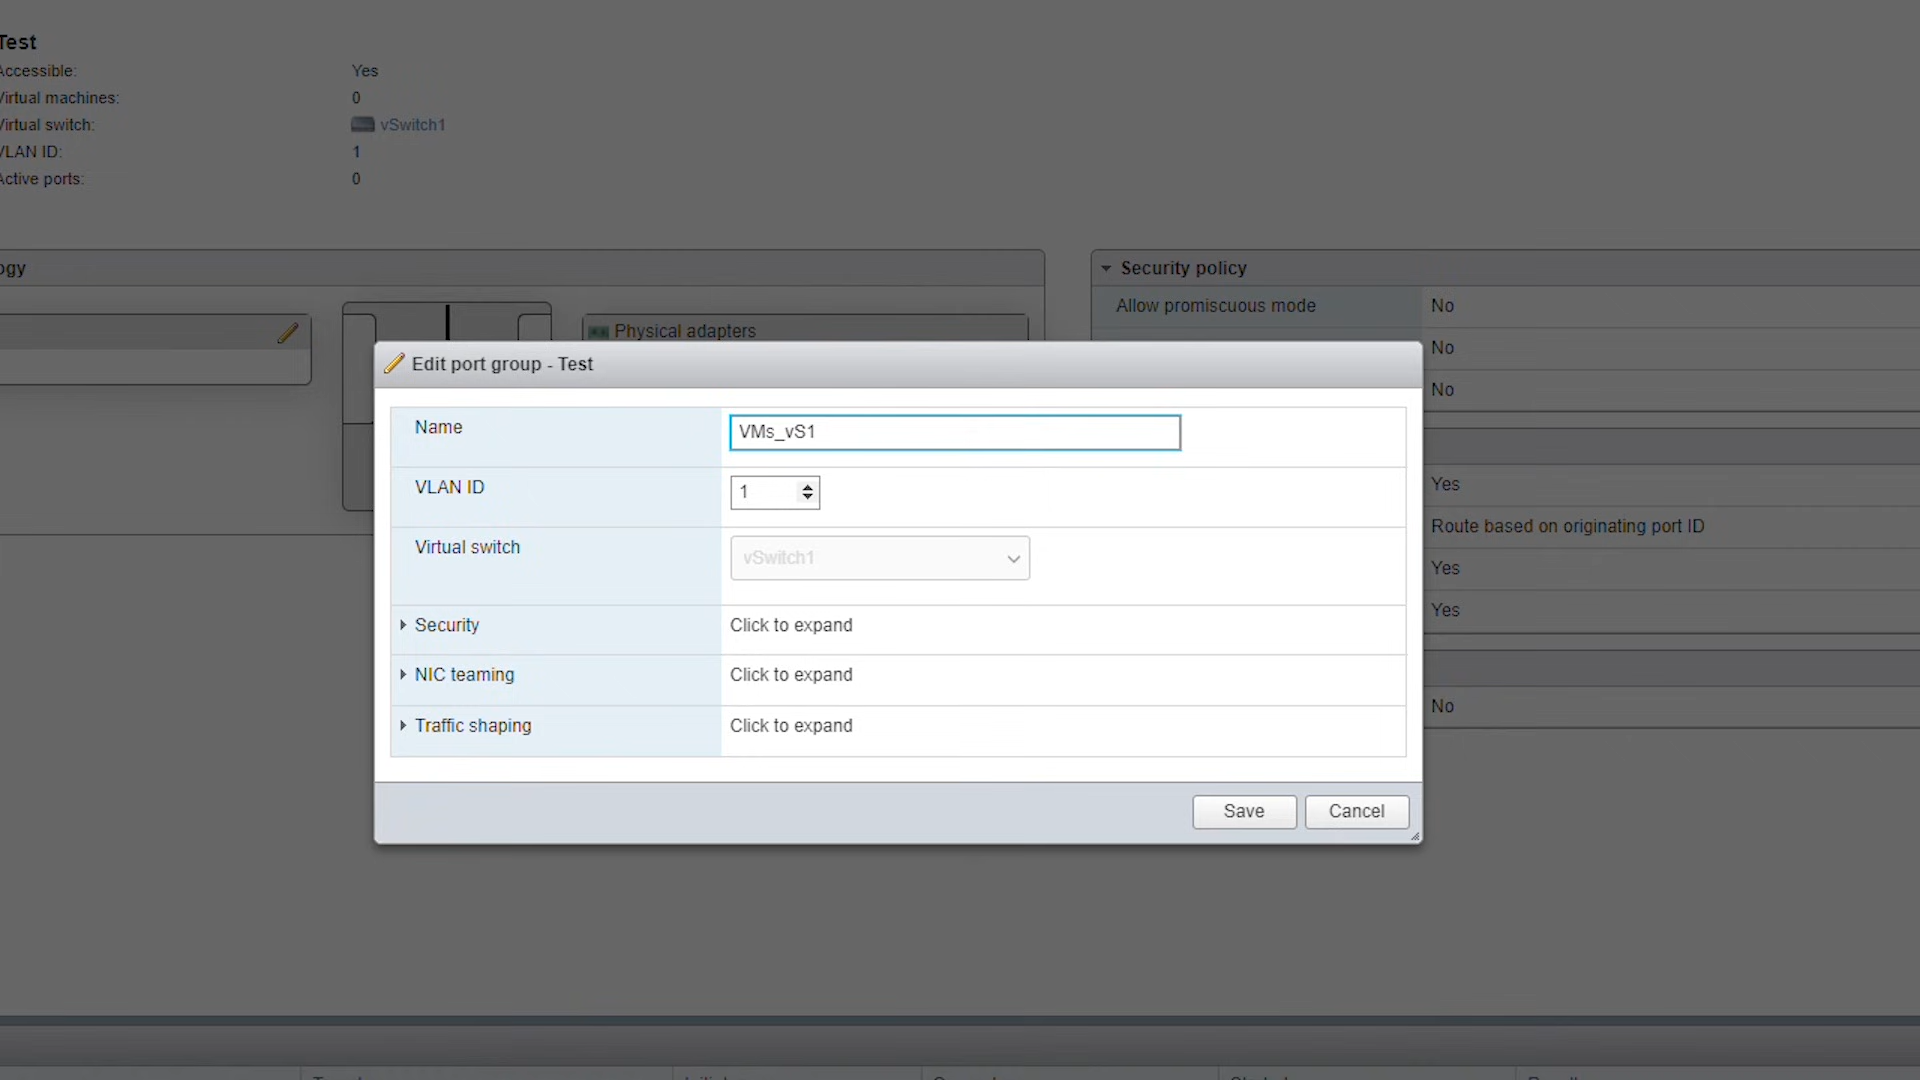 Test
Accessible: Yes
Virtual machines: 0
Virtual switch: vSwitch1
VLAN ID: 1
Active ports: 0
ogy
Security policy
Allow promiscuous mode No
Physical adapters
No
No
Edit port group - Test
Name VMs_vS1
VLAN ID 1
Yes
Virtual switch vSwitch1
Route based on originating port ID
Yes
Yes
Security Click to expand
NIC teaming Click to expand
No
Traffic shaping Click to expand
Save Cancel